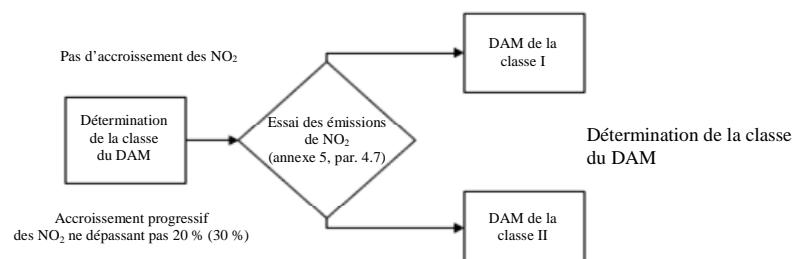 Pas d'accroissement des NO₂
DAM de la
classe I
Détermination
de la classe
du DAM
Essai des émissions
de NO₂
(annexe 5, par. 4.7)
Détermination de la classe
du DAM
Accroissement progressif
des NO₂ ne dépassant pas 20 % (30 %)
DAM de la
classe II